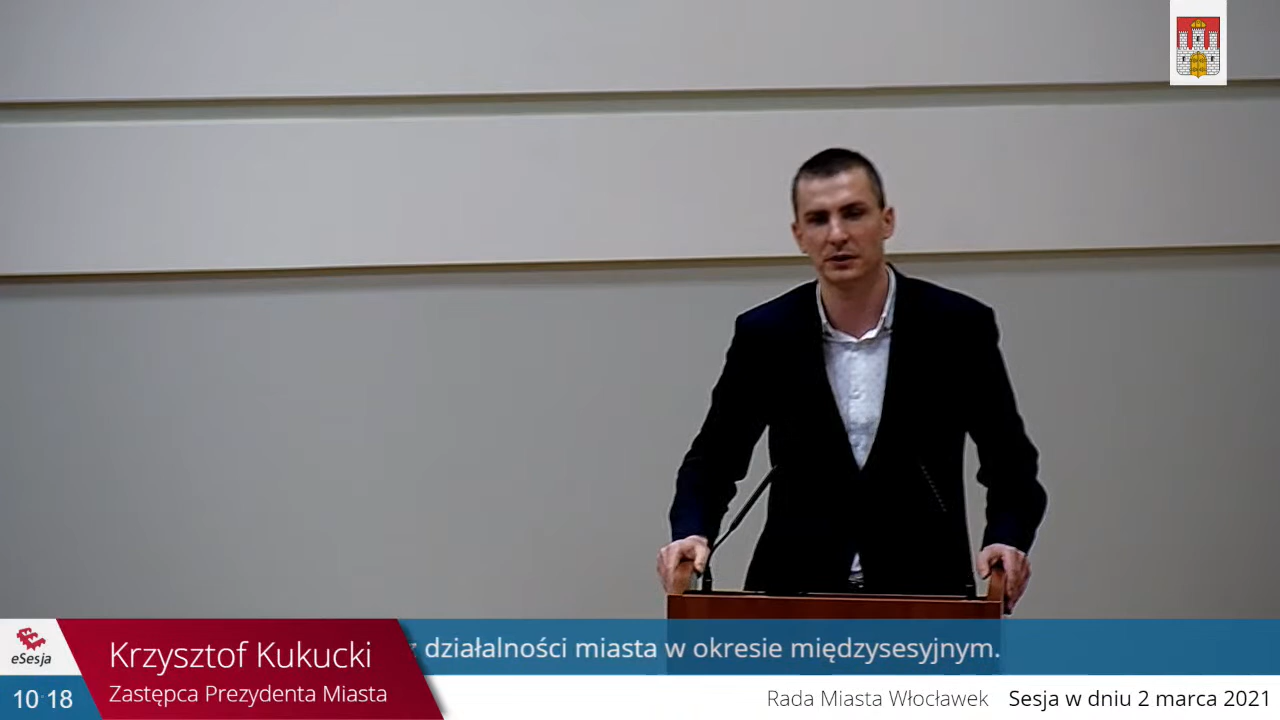 działalności miasta w okresie międzysesyjnym.
Krzysztof Kukucki
Zastępca Prezydenta Miasta
eSesja
10:18
Rada Miasta Włocławek Sesja w dniu 2 marca 2021